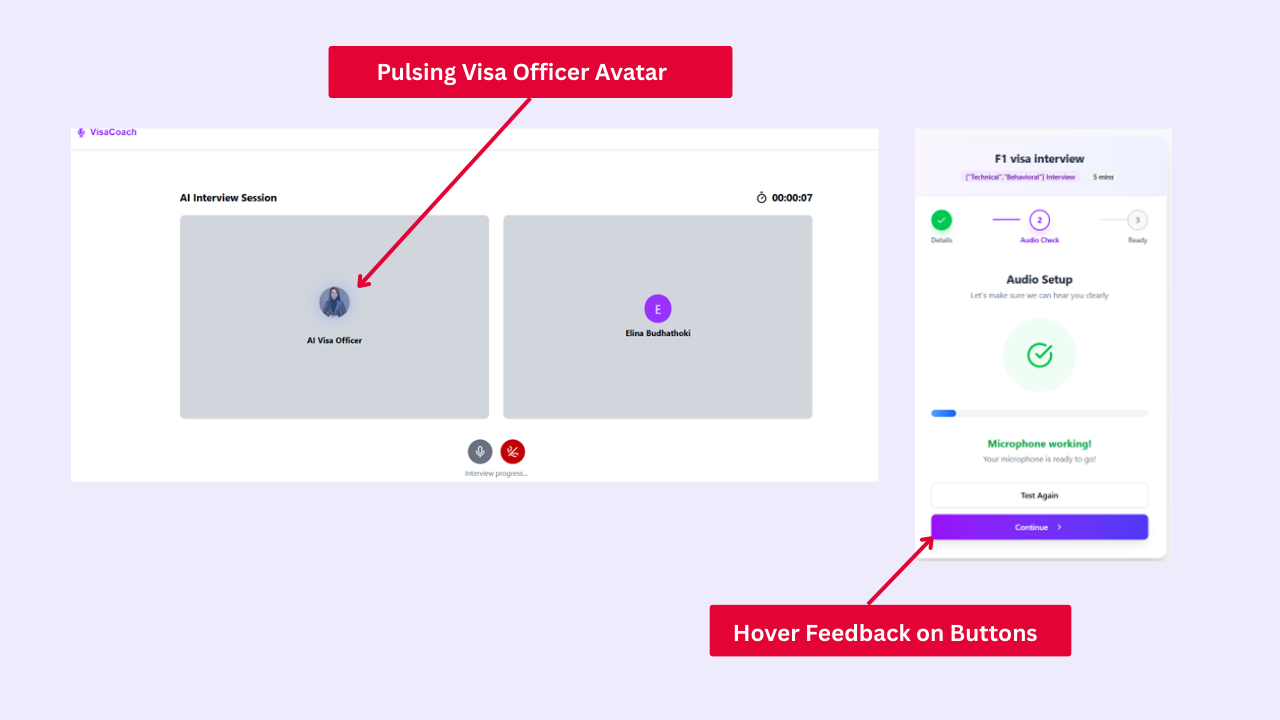 Pulsing Visa Officer Avatar
VisaCoach
AI Interview Session
00:00:07
AI Visa Officer
E
Elina Budhathoki
Interview progress...
F1 visa interview
["Technical","Behavioral"] Interview 5 mins
2
3
Details
Audio Check
Ready
Audio Setup
Let's make sure we can hear you clearly
Microphone working!
Your microphone is ready to go!
Test Again
Continue
Hover Feedback on Buttons